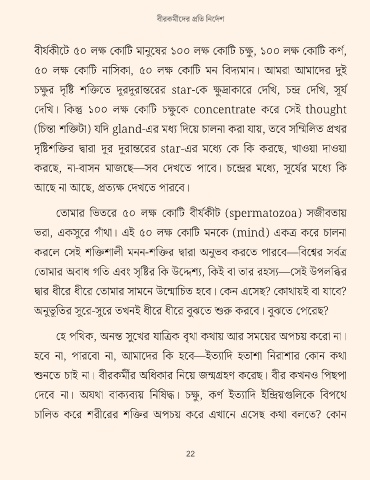 বীরকর্মীদের প্রতি নির্দেশ
বীর্যকীটে ৫০ লক্ষ কোটি মানুষের ১০০ লক্ষ কোটি চক্ষু, ১০০ লক্ষ কোটি কর্ণ,
৫০ লক্ষ কোটি নাসিকা, ৫০ লক্ষ কোটি মন বিদ্যমান। আমরা আমাদের দুই
চক্ষুর দৃষ্টি শক্তিতে দূরদূরান্তরের star-কে ক্ষুদ্রাকারে দেখি, চন্দ্র দেখি, সূর্য
দেখি। কিন্তু ১০০ লক্ষ কোটি চক্ষুকে concentrate করে সেই thought
(চিন্তা শক্তিটা) যদি gland-এর মধ্য দিয়ে চালনা করা যায়, তবে সম্মিলিত প্রখর
দৃষ্টিশক্তির দ্বারা দূর দূরান্তরের star-এর মধ্যে কে কি করছে, খাওয়া দাওয়া
করছে, না-বাসন মাজছে—সব দেখতে পাবে। চন্দ্রের মধ্যে, সূর্যের মধ্যে কি
আছে না আছে, প্রত্যক্ষ দেখতে পারবে।
তোমার ভিতরে ৫০ লক্ষ কোটি বীর্যকীট (spermatozoa) সজীবতায়
ভরা, একসুরে গাঁথা। এই ৫০ লক্ষ কোটি মনকে (mind) একত্র করে চালনা
করলে সেই শক্তিশালী মনন-শক্তির দ্বারা অনুভব করতে পারবে—বিশ্বের সর্বত্র
তোমার অবাধ গতি এবং সৃষ্টির কি উদ্দেশ্য, কিই বা তার রহস্য—সেই উপলব্ধির
দ্বার ধীরে ধীরে তোমার সামনে উন্মোচিত হবে। কেন এসেছ? কোথায়ই বা যাবে?
অনুভূতির সুরে-সুরে তখনই ধীরে ধীরে বুঝতে শুরু করবে। বুঝতে পেরেছ?
হে পথিক, অনন্ত সুখের যাত্রিক বৃথা কথায় আর সময়ের অপচয় করো না।
হবে না, পারবো না, আমাদের কি হবে—ইত্যাদি হতাশা নিরাশার কোন কথা
শুনতে চাই না। বীরকর্মীর অধিকার নিয়ে জন্মগ্রহণ করেছ। বীর কখনও পিছপা
দেবে না। অযথা বাক্যব্যয় নিষিদ্ধ। চক্ষু, কর্ণ ইত্যাদি ইন্দ্রিয়গুলিকে বিপথে
চালিত করে শরীরের শক্তির অপচয় করে এখানে এসেছ কথা বলতে? কোন
22